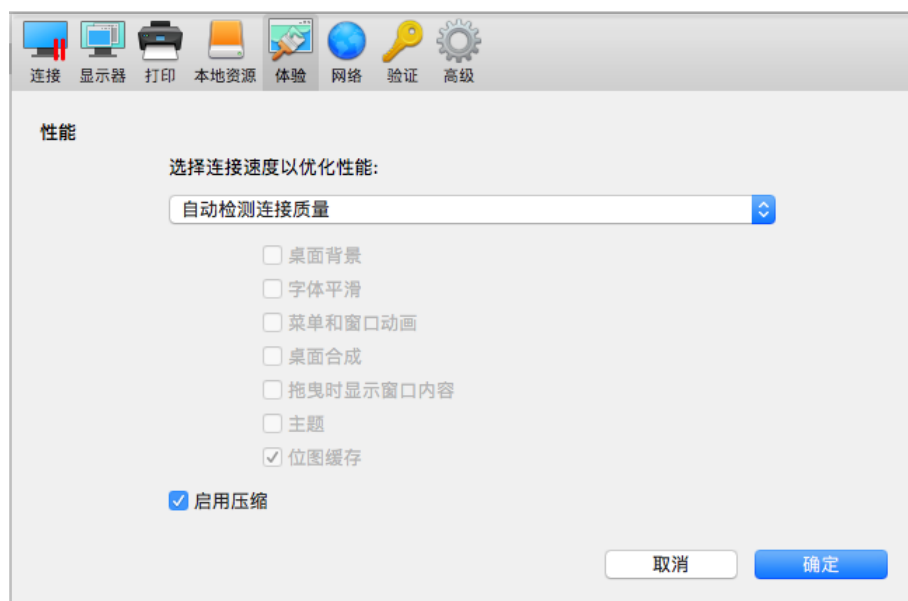 连接 显示器 打印 本地资源 体验 网络 验证 高级
性能
选择连接速度以优化性能:
自动检测连接质量
桌面背景
字体平滑
菜单和窗口动画
桌面合成
拖曳时显示窗口内容
主题
位图缓存
启用压缩
取消 确定